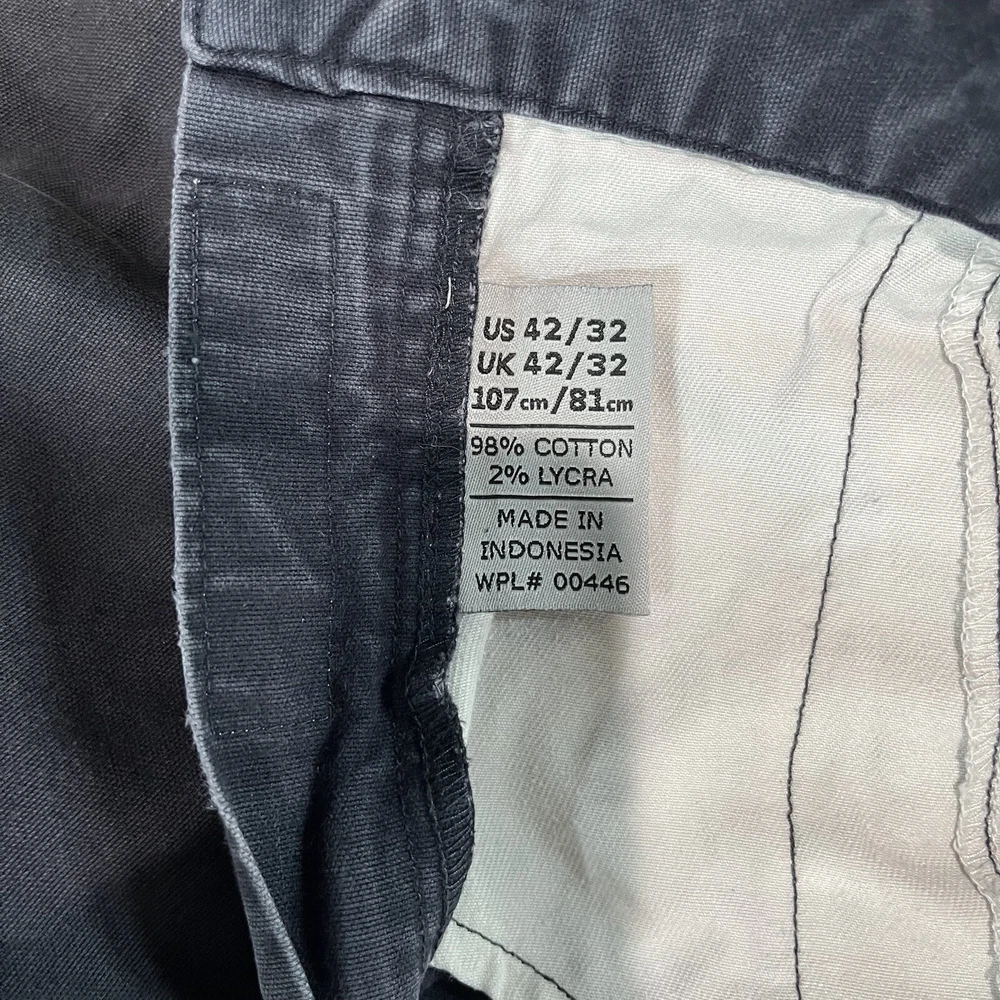 US 42/32
UK 42/32
107cm/81cm
98% COTTON
2% LYCRA
MADE IN
INDONESIA
WPL# 00446